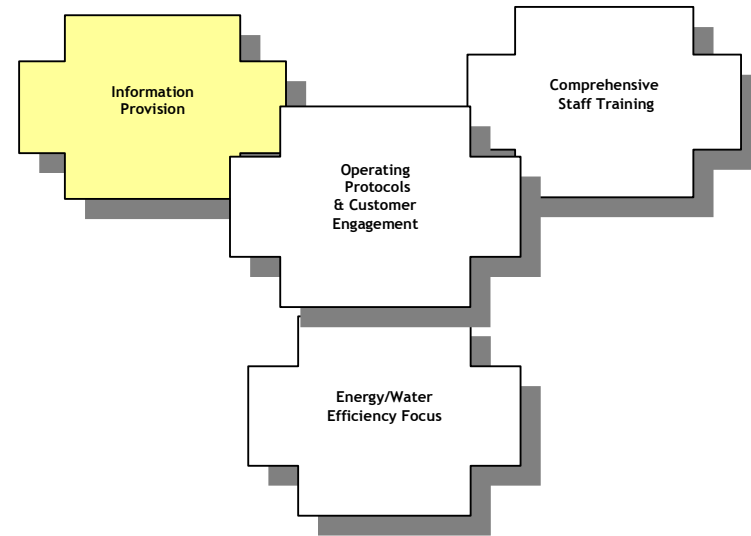 Information
Provision
Comprehensive
Staff Training
Operating
Protocols
& Customer
Engagement
Energy/Water
Efficiency Focus